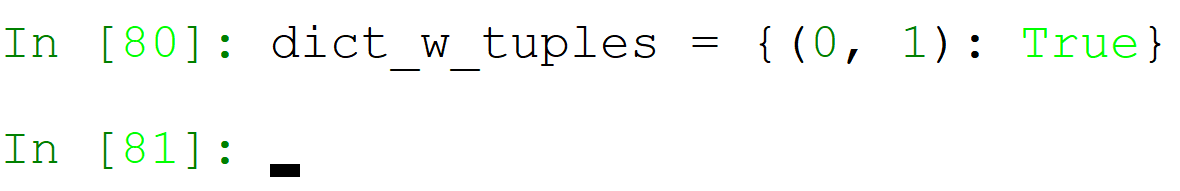 In [80]: dict_w_tuples = {(0, 1): True}
In [81]: